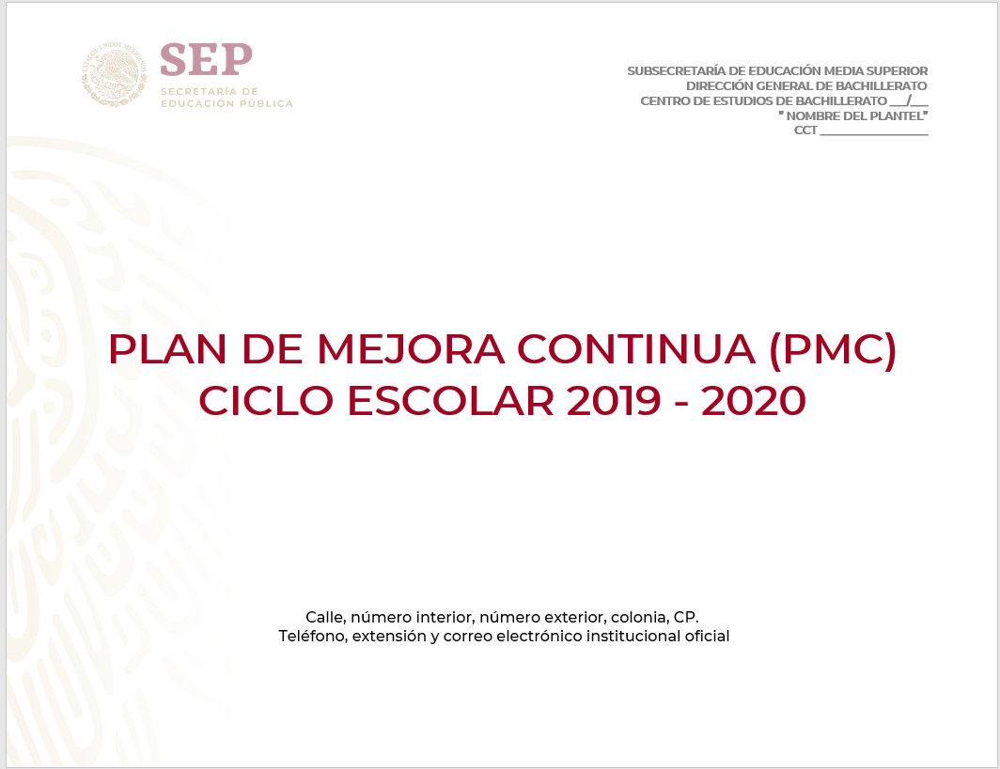 ESTADOS UNIDOS MEXICANOS
SEP
SECRETARÍA DE
EDUCACIÓN PÚBLICA
SUBSECRETARÍA DE EDUCACIÓN MEDIA SUPERIOR
DIRECCIÓN GENERAL DE BACHILLERATO
CENTRO DE ESTUDIOS DE BACHILLERATO ___/___
" NOMBRE DEL PLANTEL"
CCT ___________________
PLAN DE MEJORA CONTINUA (PMC)
CICLO ESCOLAR 2019 - 2020
Calle, número interior, número exterior, colonia, CP.
Teléfono, extensión y correo electrónico institucional oficial